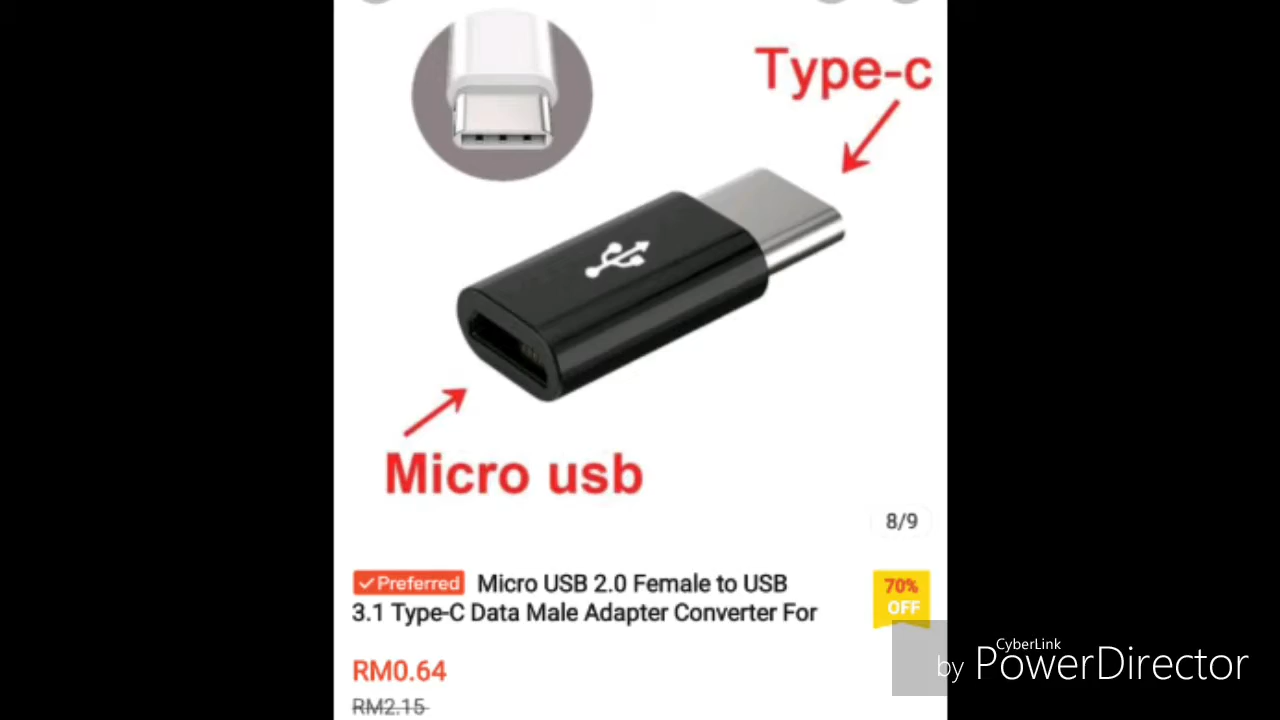 Type-c
Micro usb
8/9
Preferred Micro USB 2.0 Female to USB
3.1 Type-C Data Male Adapter Converter For
70%
OFF
RM0.64
RM2.15
CyberLink
by PowerDirector